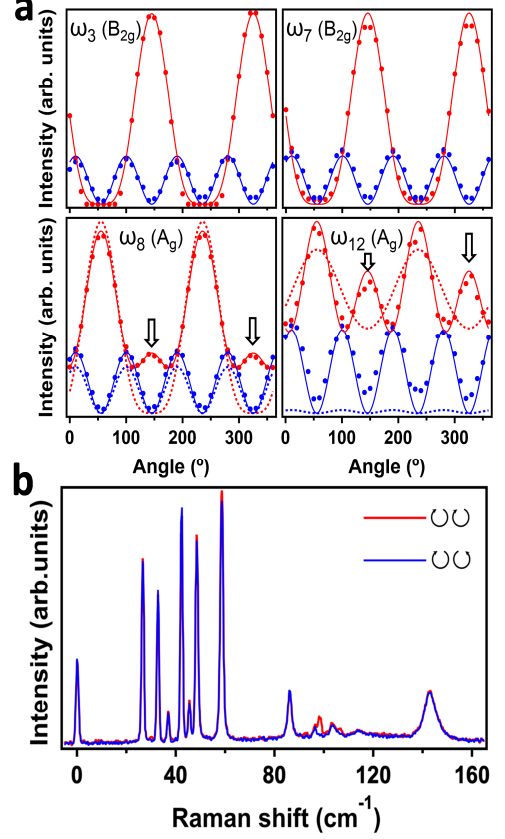 a
ω3 (B2g)
ω7 (B2g)
Intensity (arb. units)
ω8 (Ag)
ω12 (Ag)
Intensity (arb. units)
0 100 200 300
0 100 200 300
Angle (º)
Angle (º)
b
Intensity (arb.units)
0 40 80 120 160
Raman shift (cm-1)